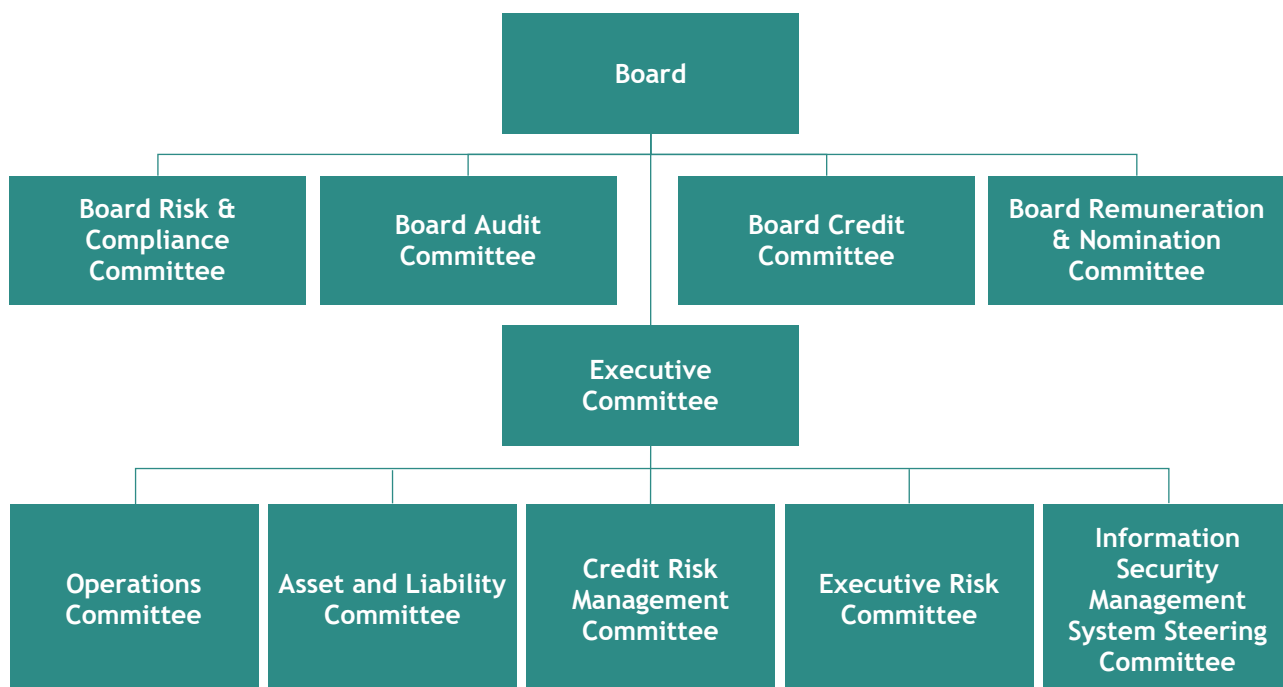 Board
Board Risk &
Compliance
Committee
Board Audit
Committee
Board Credit
Committee
Board Remuneration
& Nomination
Committee
Executive
Committee
Operations
Committee
Asset and Liability
Committee
Credit Risk
Management
Committee
Executive Risk
Committee
Information
Security
Management
System Steering
Committee